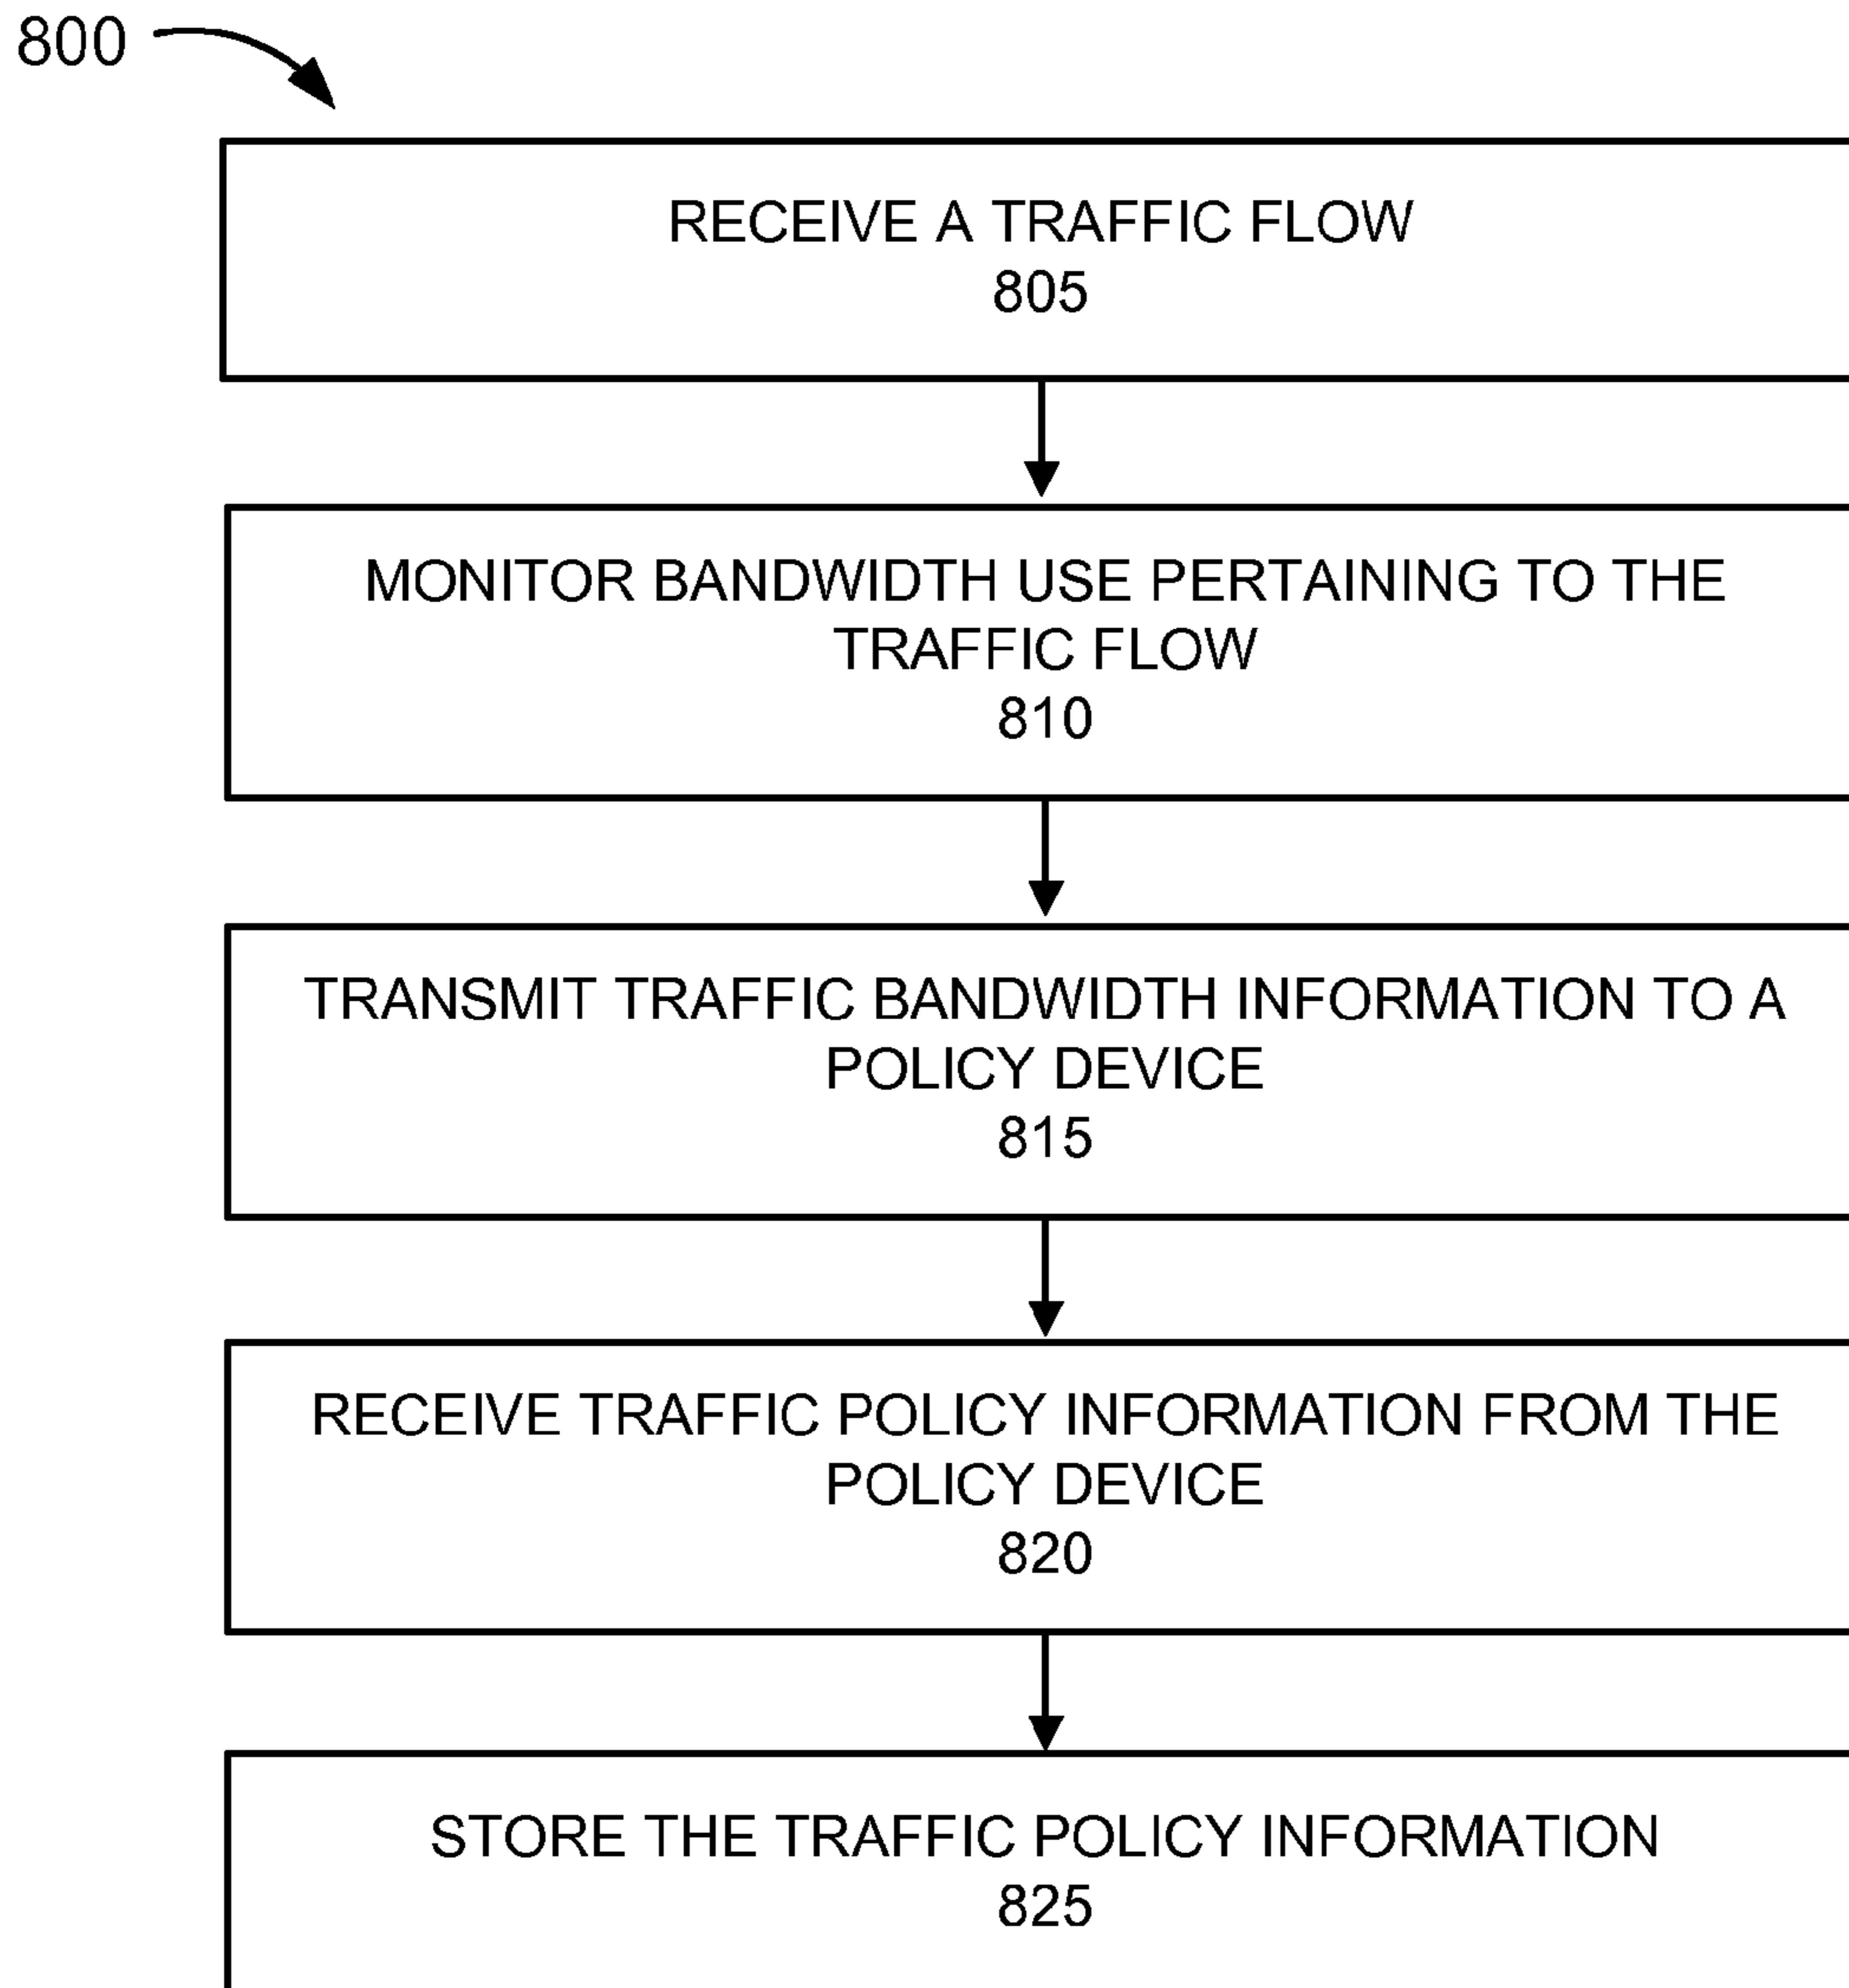 800
RECEIVE A TRAFFIC FLOW
805
MONITOR BANDWIDTH USE PERTAINING TO THE
TRAFFIC FLOW
810
TRANSMIT TRAFFIC BANDWIDTH INFORMATION TO A
POLICY DEVICE
815
RECEIVE TRAFFIC POLICY INFORMATION FROM THE
POLICY DEVICE
820
STORE THE TRAFFIC POLICY INFORMATION
825